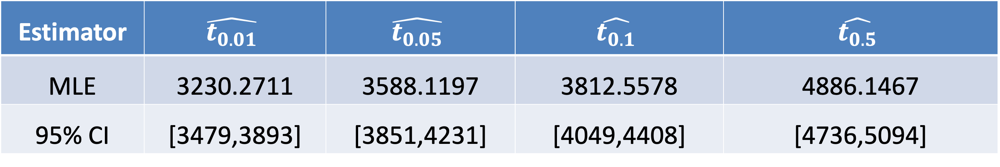 Estimator $\widehat{t_{0.01}}$ $\widehat{t_{0.05}}$ $\widehat{t_{0.1}}$ $\widehat{t_{0.5}}$
MLE 3230.2711 3588.1197 3812.5578 4886.1467
95% CI [3479,3893] [3851,4231] [4049,4408] [4736,5094]